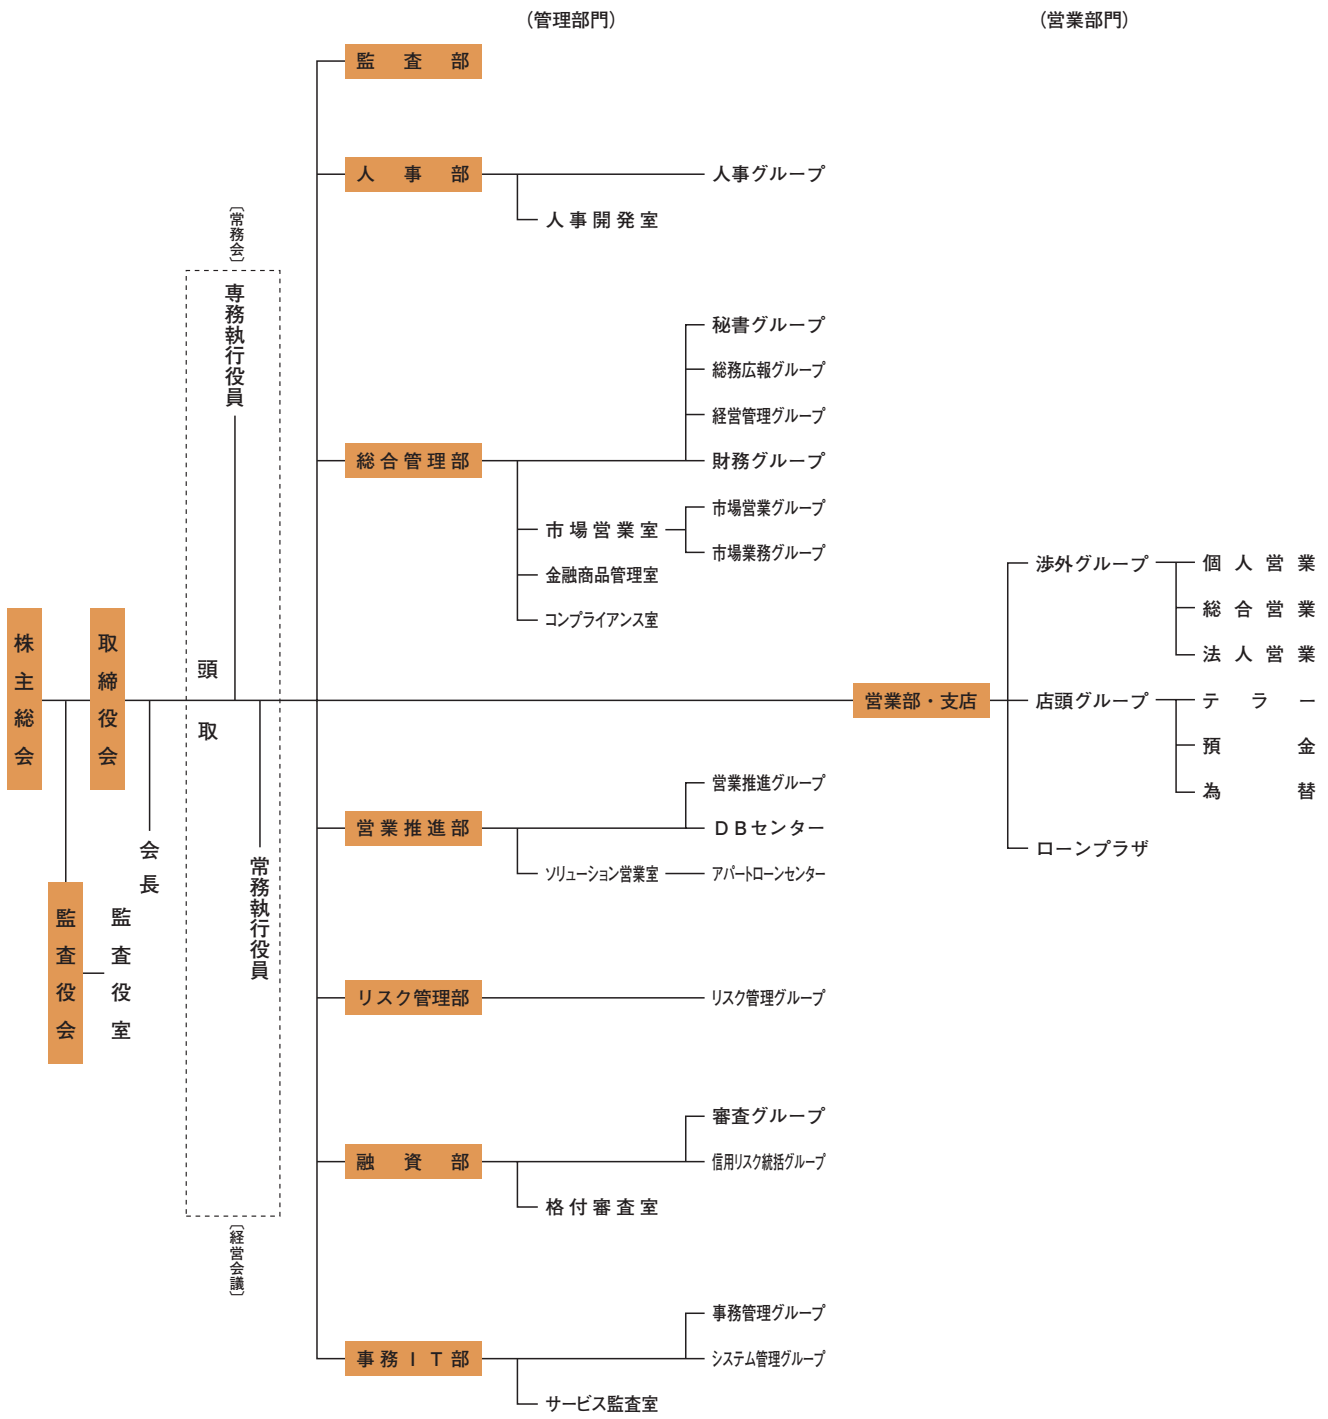 (管理部門)
(営業部門)
監査部
人事部
人事グループ
人事開発室
〔常務会〕
専務執行役員
秘書グループ
総務広報グループ
経営管理グループ
総合管理部
財務グループ
市場営業グループ
市場営業室
市場業務グループ
金融商品管理室
コンプライアンス室
渉外グループ
個人営業
総合営業
法人営業
株主総会
取締役会
頭取
営業部・支店
店頭グループ
テラー
預金
為替
ローンプラザ
会長
常務執行役員
監査役会
監査役室
営業推進グループ
営業推進部
DBセンター
ソリューション営業室
アパートローンセンター
リスク管理部
リスク管理グループ
審査グループ
融資部
信用リスク統括グループ
格付審査室
〔経営会議〕
事務管理グループ
事務IT部
システム管理グループ
サービス監査室